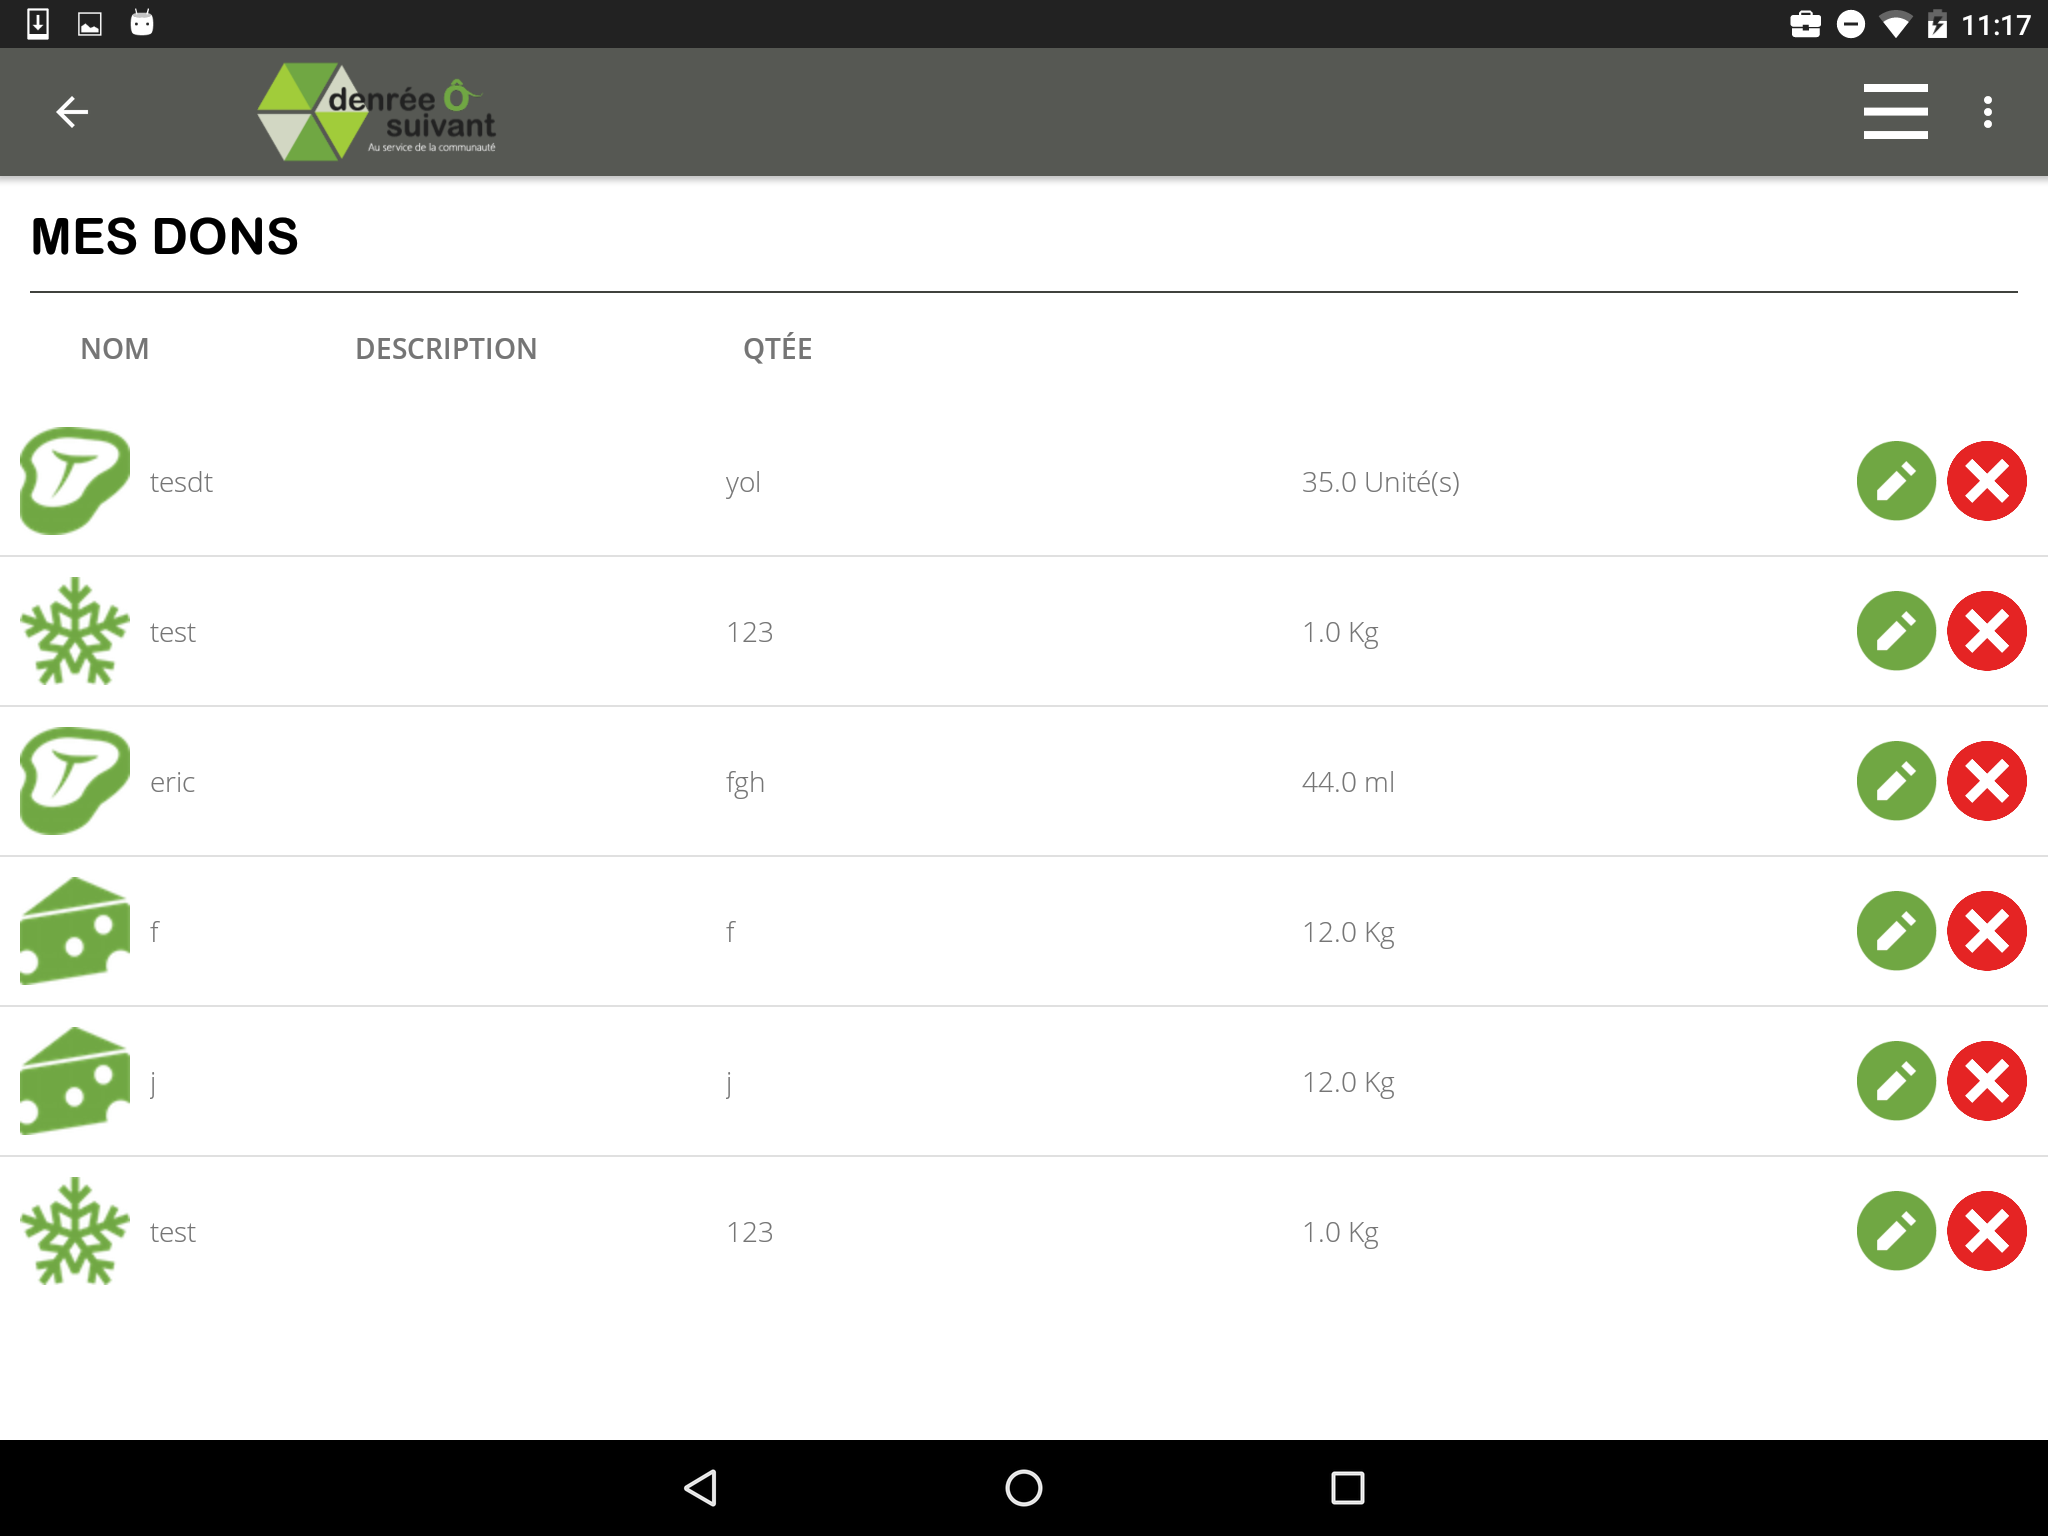 11:17
denrée Ô
suivant
Au service de la communauté
MES DONS
NOM DESCRIPTION QTÉE
tesdt yol 35.0 Unité(s)
test 123 1.0 Kg
eric fgh 44.0 ml
f f 12.0 Kg
j j 12.0 Kg
test 123 1.0 Kg